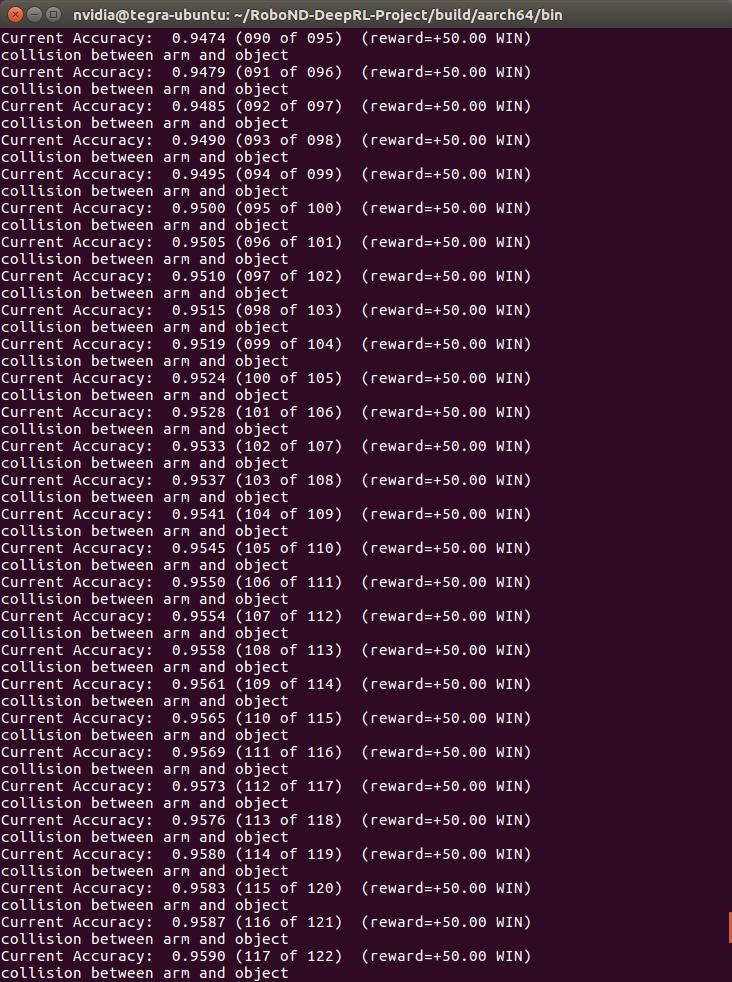 nvidia@tegra-ubuntu: ~/RoboND-DeepRL-Project/build/aarch64/bin
Current Accuracy:  0.9474 (090 of 095)  (reward=+50.00 WIN)
collision between arm and object
Current Accuracy:  0.9479 (091 of 096)  (reward=+50.00 WIN)
collision between arm and object
Current Accuracy:  0.9485 (092 of 097)  (reward=+50.00 WIN)
collision between arm and object
Current Accuracy:  0.9490 (093 of 098)  (reward=+50.00 WIN)
collision between arm and object
Current Accuracy:  0.9495 (094 of 099)  (reward=+50.00 WIN)
collision between arm and object
Current Accuracy:  0.9500 (095 of 100)  (reward=+50.00 WIN)
collision between arm and object
Current Accuracy:  0.9505 (096 of 101)  (reward=+50.00 WIN)
collision between arm and object
Current Accuracy:  0.9510 (097 of 102)  (reward=+50.00 WIN)
collision between arm and object
Current Accuracy:  0.9515 (098 of 103)  (reward=+50.00 WIN)
collision between arm and object
Current Accuracy:  0.9519 (099 of 104)  (reward=+50.00 WIN)
collision between arm and object
Current Accuracy:  0.9524 (100 of 105)  (reward=+50.00 WIN)
collision between arm and object
Current Accuracy:  0.9528 (101 of 106)  (reward=+50.00 WIN)
collision between arm and object
Current Accuracy:  0.9533 (102 of 107)  (reward=+50.00 WIN)
collision between arm and object
Current Accuracy:  0.9537 (103 of 108)  (reward=+50.00 WIN)
collision between arm and object
Current Accuracy:  0.9541 (104 of 109)  (reward=+50.00 WIN)
collision between arm and object
Current Accuracy:  0.9545 (105 of 110)  (reward=+50.00 WIN)
collision between arm and object
Current Accuracy:  0.9550 (106 of 111)  (reward=+50.00 WIN)
collision between arm and object
Current Accuracy:  0.9554 (107 of 112)  (reward=+50.00 WIN)
collision between arm and object
Current Accuracy:  0.9558 (108 of 113)  (reward=+50.00 WIN)
collision between arm and object
Current Accuracy:  0.9561 (109 of 114)  (reward=+50.00 WIN)
collision between arm and object
Current Accuracy:  0.9565 (110 of 115)  (reward=+50.00 WIN)
collision between arm and object
Current Accuracy:  0.9569 (111 of 116)  (reward=+50.00 WIN)
collision between arm and object
Current Accuracy:  0.9573 (112 of 117)  (reward=+50.00 WIN)
collision between arm and object
Current Accuracy:  0.9576 (113 of 118)  (reward=+50.00 WIN)
collision between arm and object
Current Accuracy:  0.9580 (114 of 119)  (reward=+50.00 WIN)
collision between arm and object
Current Accuracy:  0.9583 (115 of 120)  (reward=+50.00 WIN)
collision between arm and object
Current Accuracy:  0.9587 (116 of 121)  (reward=+50.00 WIN)
collision between arm and object
Current Accuracy:  0.9590 (117 of 122)  (reward=+50.00 WIN)
collision between arm and object